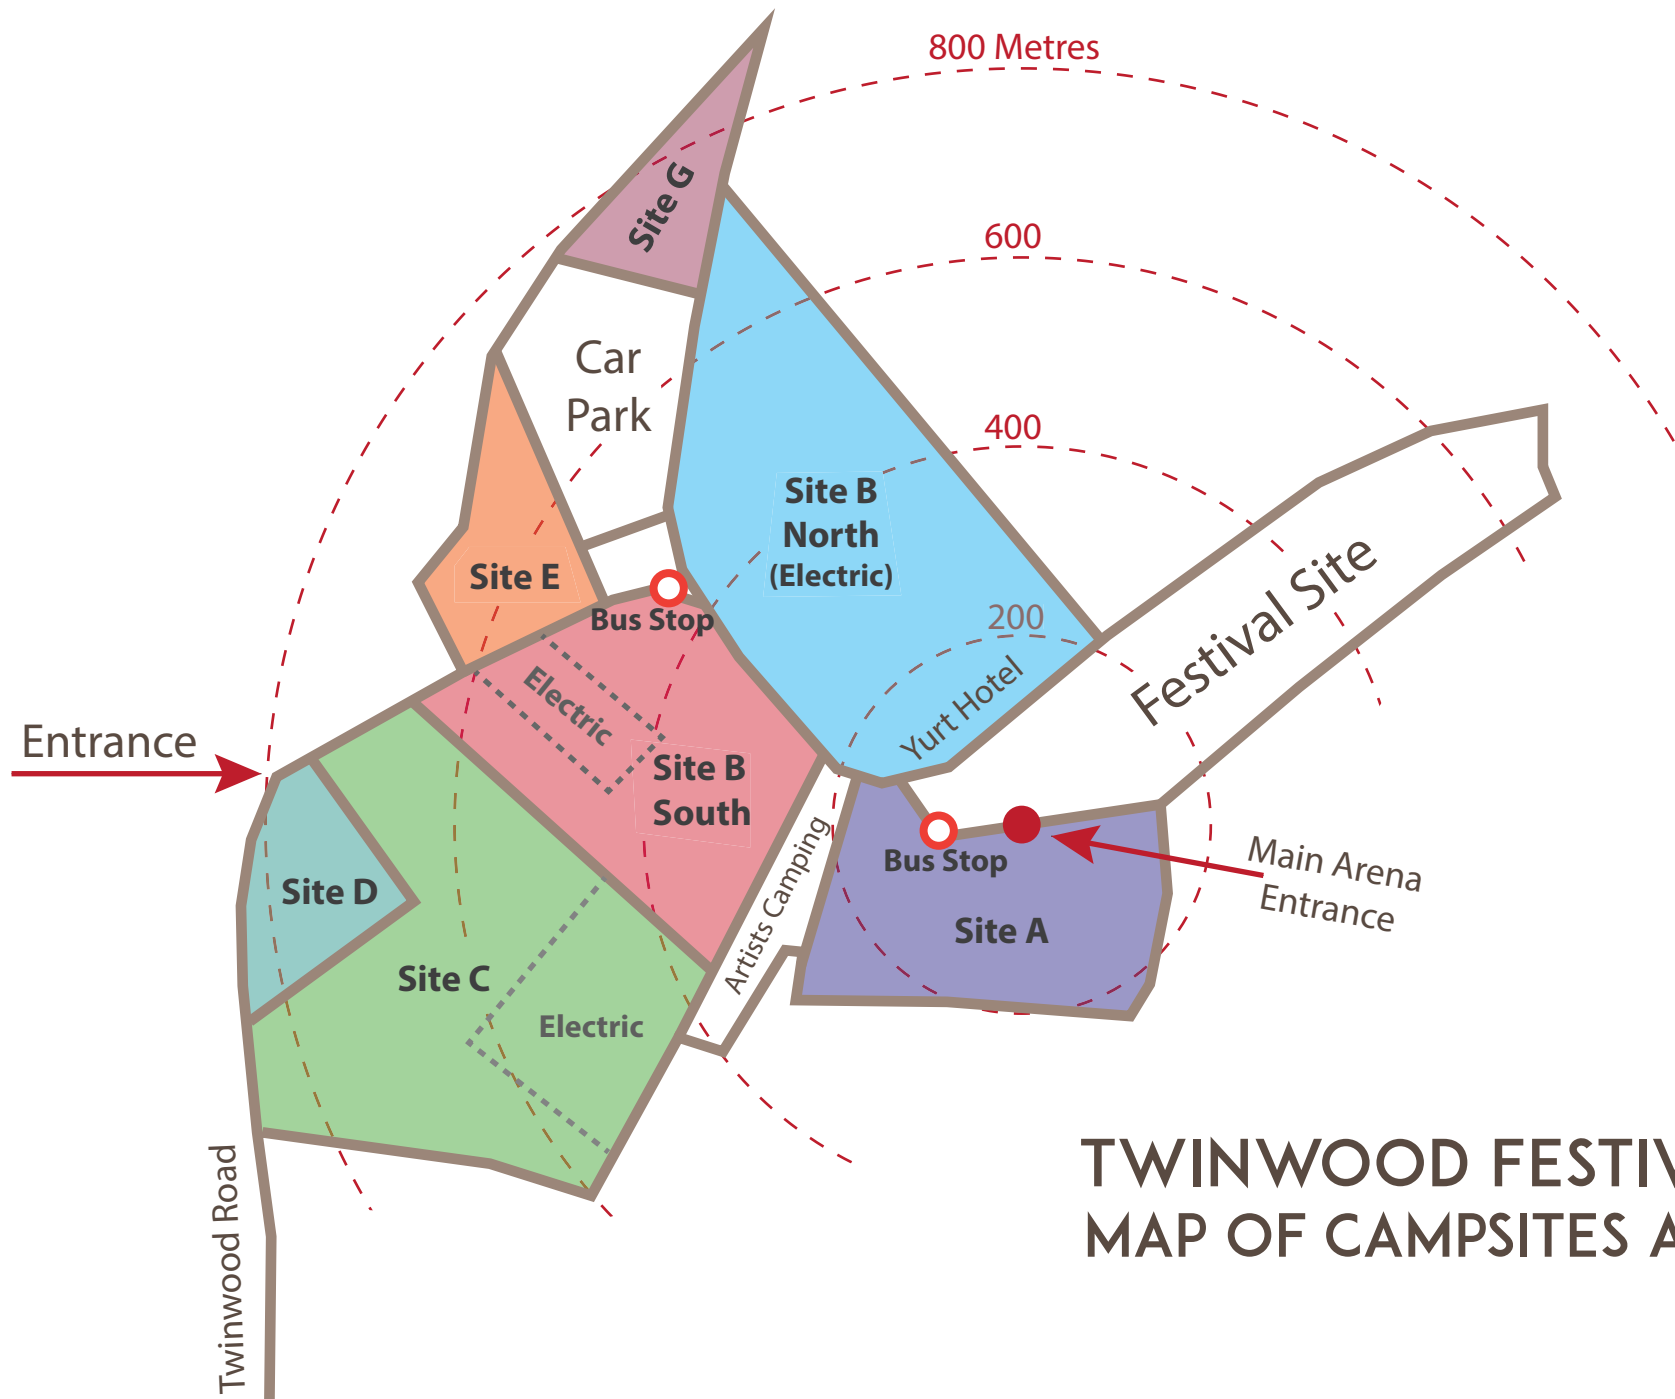 800 Metres
600
400
200
Site G
Car
Park
Site B
North
(Electric)
Site E
Bus Stop
Electric
Yurt Hotel
Festival Site
Entrance
Site B
South
Site D
Site C
Electric
Artists Camping
Bus Stop
Site A
Main Arena
Entrance
Twinwood Road
TWINWOOD FESTIV
MAP OF CAMPSITES A